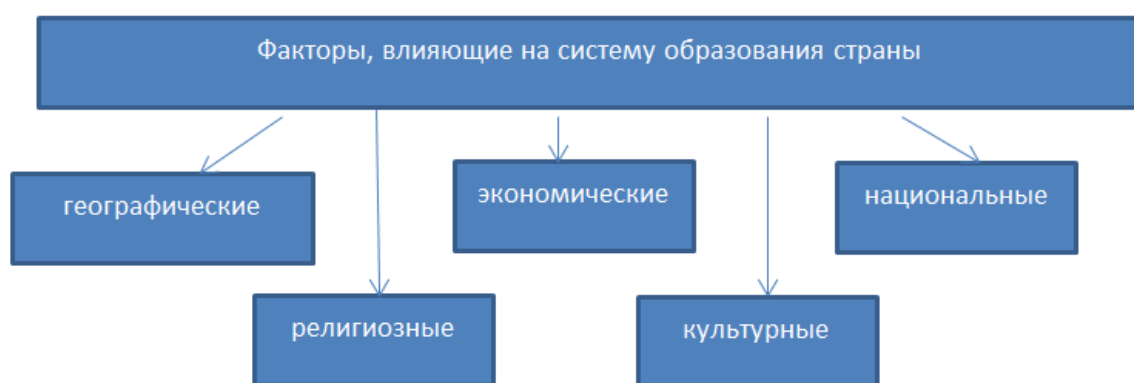 Факторы, влияющие на систему образования страны
географические
экономические
национальные
религиозные
культурные